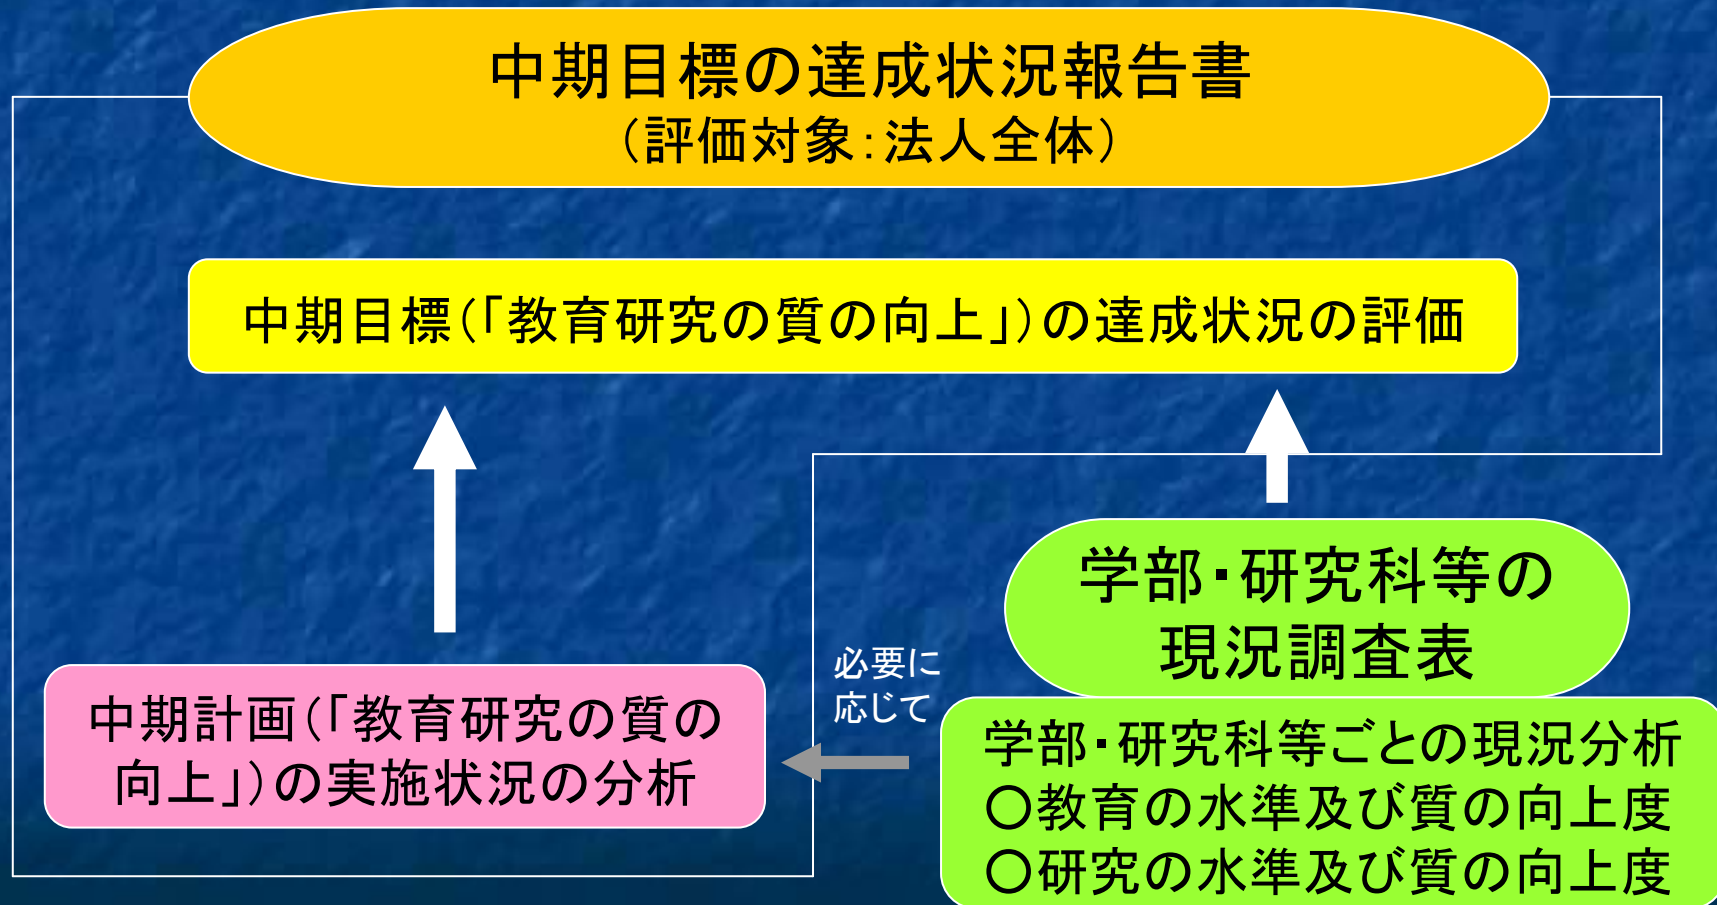 中期目標の達成状況報告書
（評価対象：法人全体）
中期目標（「教育研究の質の向上」）の達成状況の評価
学部・研究科等の
現況調査表
必要に
応じて
中期計画（「教育研究の質の
向上」）の実施状況の分析
学部・研究科等ごとの現況分析
○教育の水準及び質の向上度
○研究の水準及び質の向上度